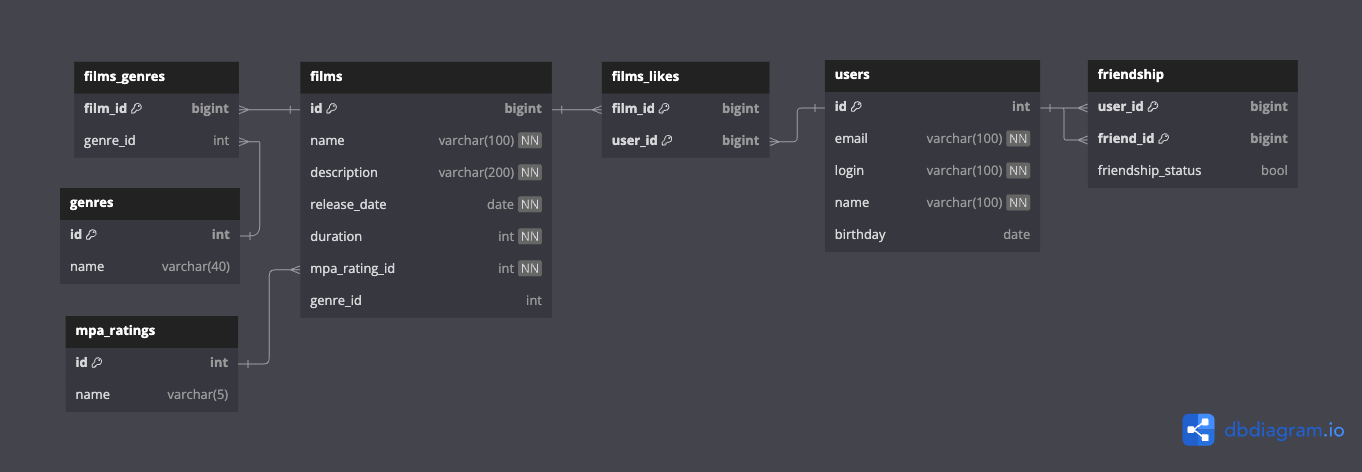 films_genres
film_id bigint
genre_id int
genres
id int
name varchar(40)
mpa_ratings
id int
name varchar(5)
films
id bigint
name varchar(100) NN
description varchar(200) NN
release_date date NN
duration int NN
mpa_rating_id int NN
genre_id int
films_likes
film_id bigint
user_id bigint
users
id int
email varchar(100) NN
login varchar(100) NN
name varchar(100) NN
birthday date
friendship
user_id bigint
friend_id bigint
friendship_status bool
dbdiagram.io